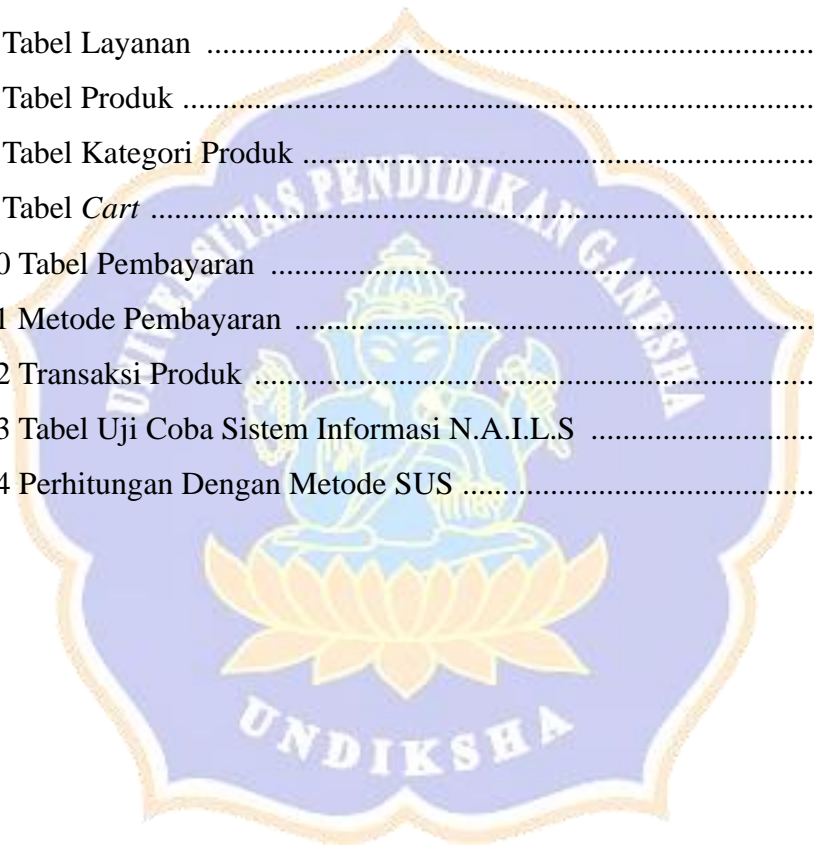 Tabel Layanan ........................................................................
Tabel Produk ...........................................................................
Tabel Kategori Produk ...........................................................
Tabel Cart ...............................................................................
0 Tabel Pembayaran ...............................................................
1 Metode Pembayaran ............................................................
2 Transaksi Produk .................................................................
3 Tabel Uji Coba Sistem Informasi N.A.I.L.S ..........................
4 Perhitungan Dengan Metode SUS ........................................
UNIVERSITAS PENDIDIKAN GANESHA
UNDIKSHA